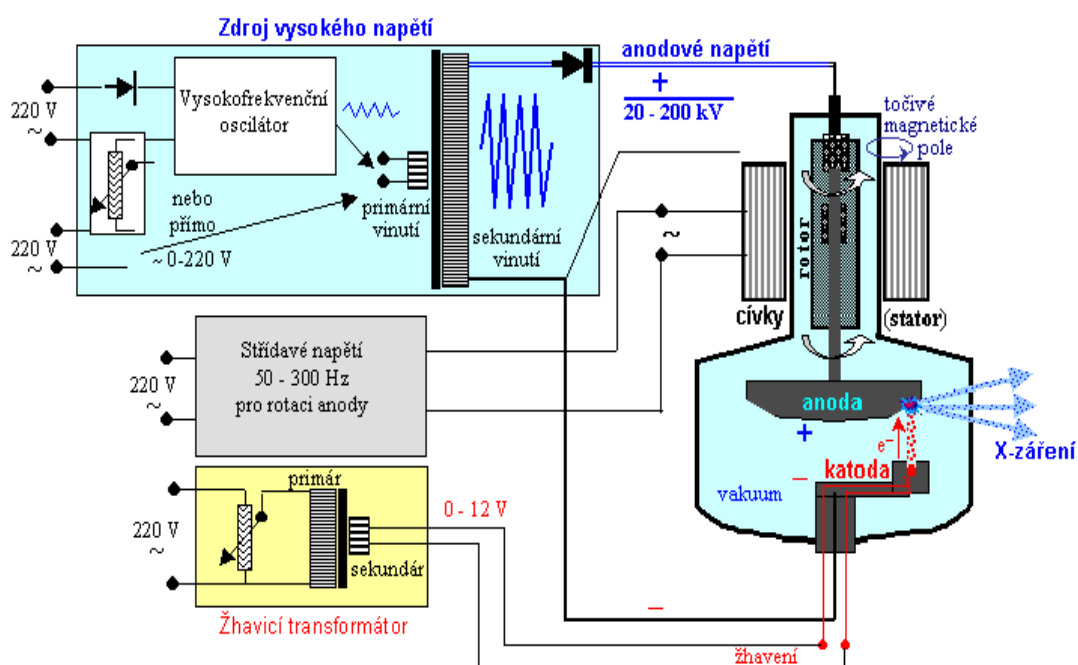 Zdroj vysokého napětí
220 V
~
Vysokofrekvenční
oscilátor
220 V
~
nebo
přímo
~ 0-220 V
primární
vinutí
sekundární
vinutí
anodové napětí
+
20 - 200 kV
točivé
magnetické
pole
~
rotor
cívky
(stator)
Střídavé napětí
50 - 300 Hz
pro rotaci anody
220 V
~
anoda
+
e−
X-záření
−
katoda
vakuum
primár
220 V
~
sekundár
0 - 12 V
Žhavicí transformátor
−
žhavení